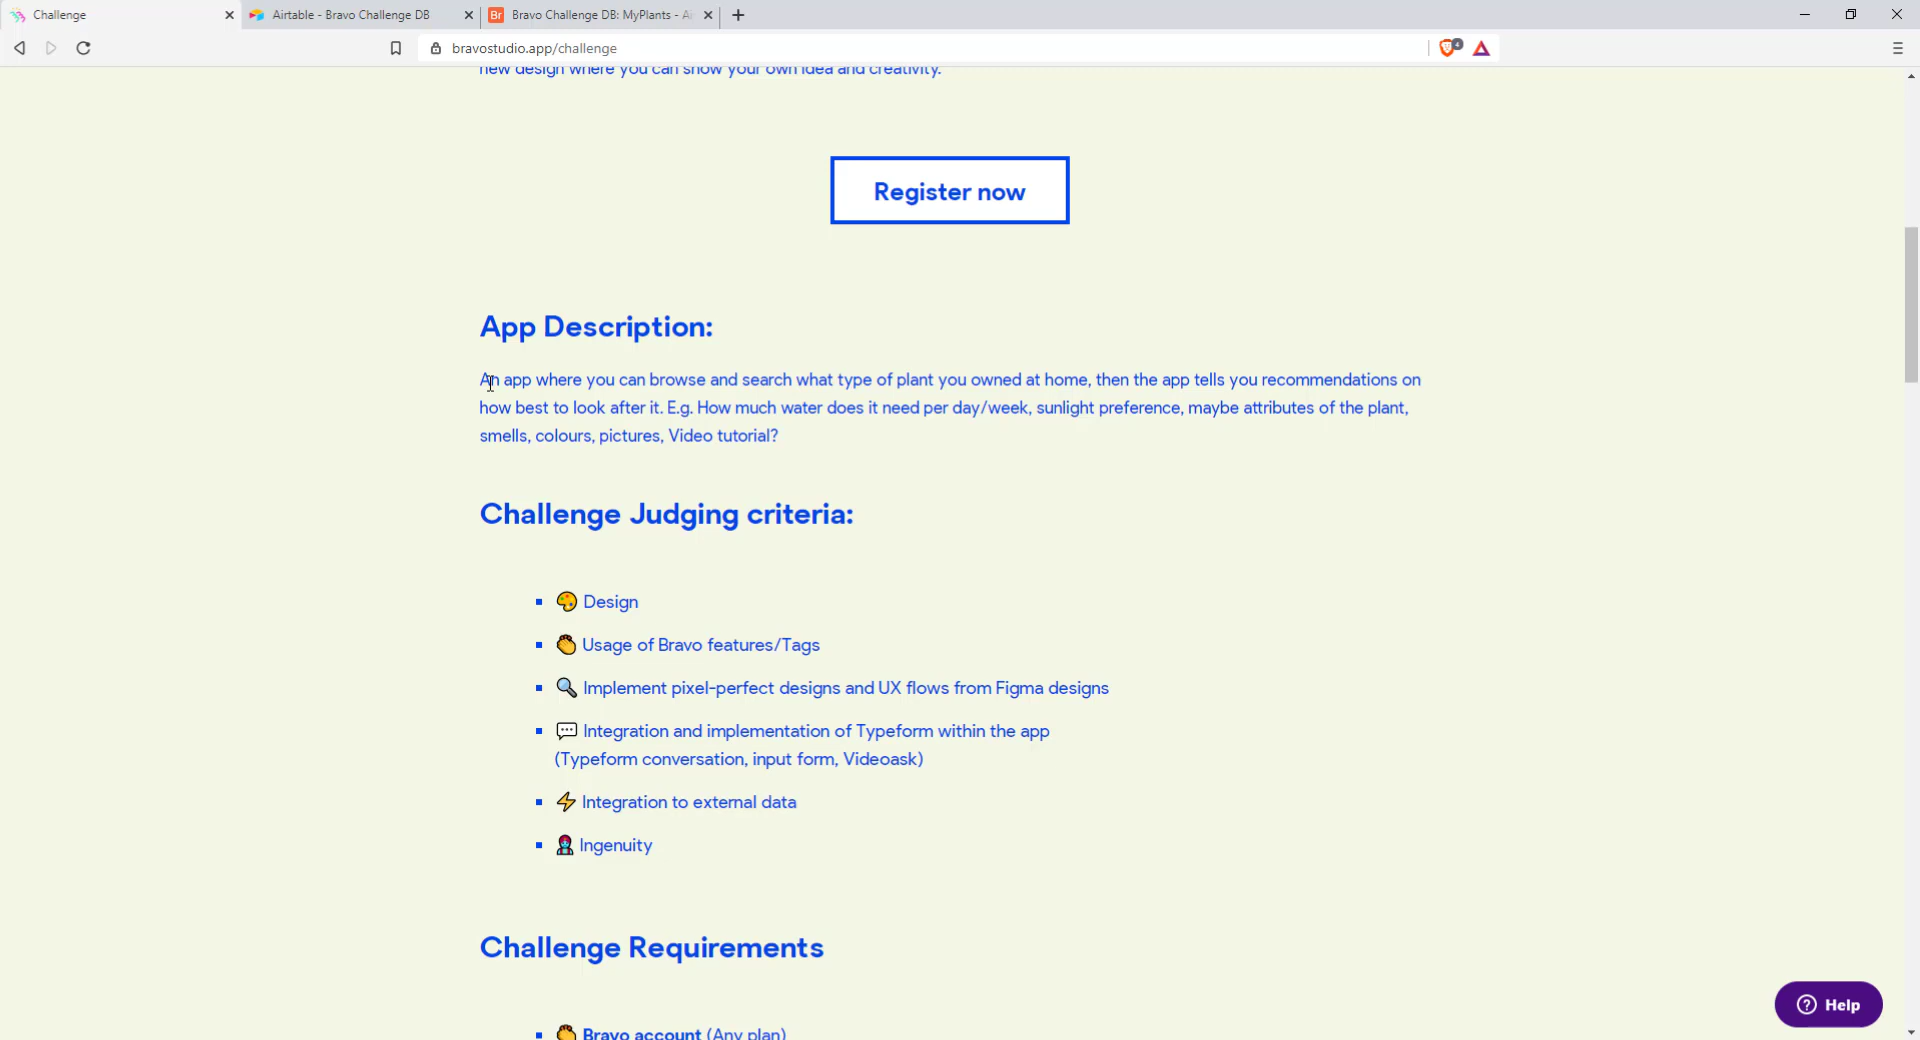 Challenge
Airtable - Bravo Challenge DB
Br Bravo Challenge DB: MyPlants - Ai
bravostudio.app/challenge
4
new design where you can show your own idea and creativity.
Register now
App Description:
An app where you can browse and search what type of plant you owned at home, then the app tells you recommendations on
how best to look after it. E.g. How much water does it need per day/week, sunlight preference, maybe attributes of the plant,
smells, colours, pictures, Video tutorial?
Challenge Judging criteria:
Design
Usage of Bravo features/Tags
Implement pixel-perfect designs and UX flows from Figma designs
Integration and implementation of Typeform within the app
(Typeform conversation, input form, Videoask)
Integration to external data
Ingenuity
Challenge Requirements
Bravo account (Any plan)
Help